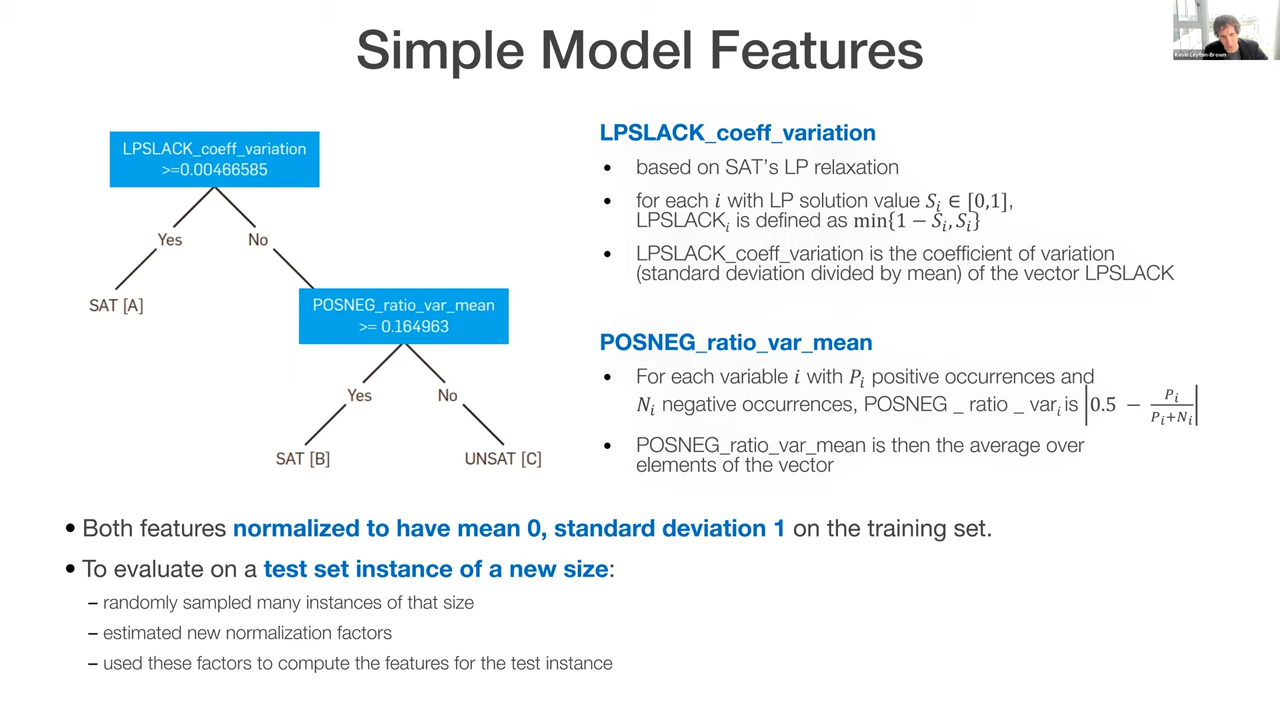 Simple Model Features
Kevin Leyton-Brown
LPSLACK_coeff_variation
>=0.00466585
Yes
No
SAT [A]
POSNEG_ratio_var_mean
>= 0.164963
Yes
No
SAT [B]
UNSAT [C]
LPSLACK_coeff_variation
• based on SAT’s LP relaxation
• for each i with LP solution value Sᵢ ∈ [0,1],
LPSLACKᵢ is defined as min{1 − Sᵢ, Sᵢ}
• LPSLACK_coeff_variation is the coefficient of variation
(standard deviation divided by mean) of the vector LPSLACK
POSNEG_ratio_var_mean
• For each variable i with Pᵢ positive occurrences and
Nᵢ negative occurrences, POSNEG _ ratio _ varᵢ is |0.5 − Pᵢ/(Pᵢ+Nᵢ)|
• POSNEG_ratio_var_mean is then the average over
elements of the vector
• Both features normalized to have mean 0, standard deviation 1 on the training set.
• To evaluate on a test set instance of a new size:
– randomly sampled many instances of that size
– estimated new normalization factors
– used these factors to compute the features for the test instance